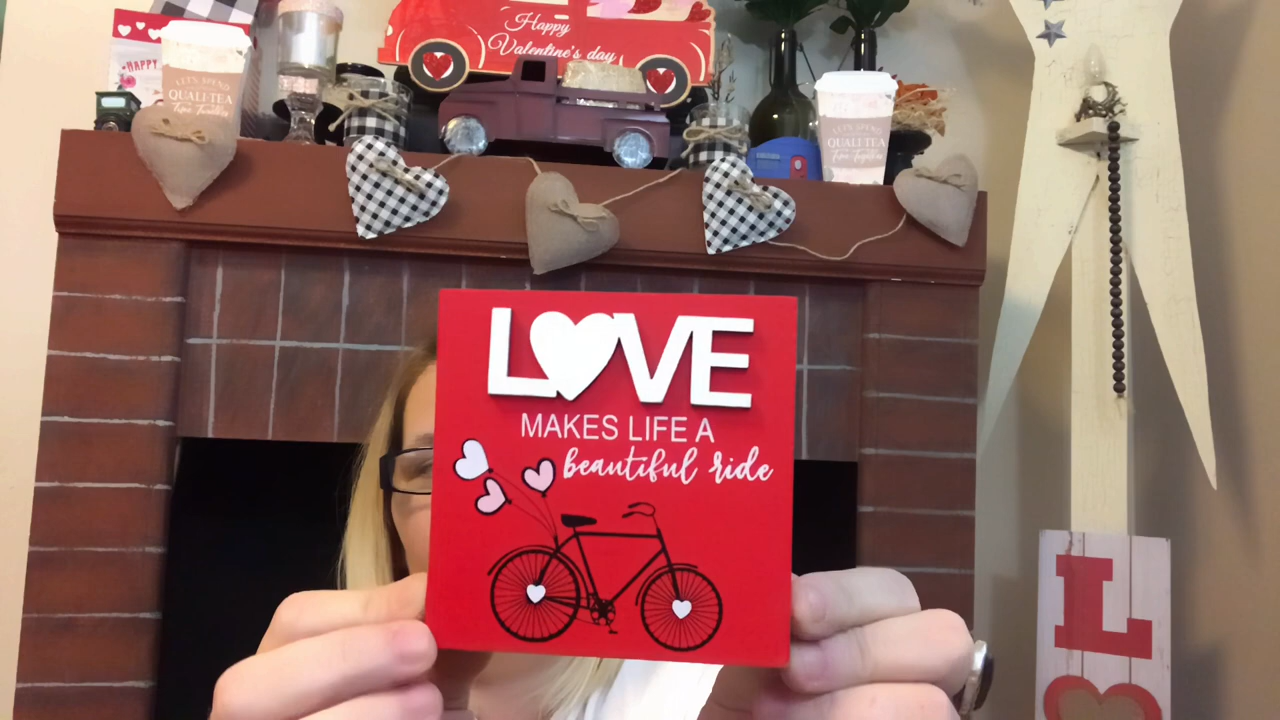 Happy
Valentine's day
HAPPY
LET'S SPEND
QUALI-TEA
Time Together
LET'S SPEND
QUALI-TEA
Time Together
LOVE
MAKES LIFE A
beautiful ride
L